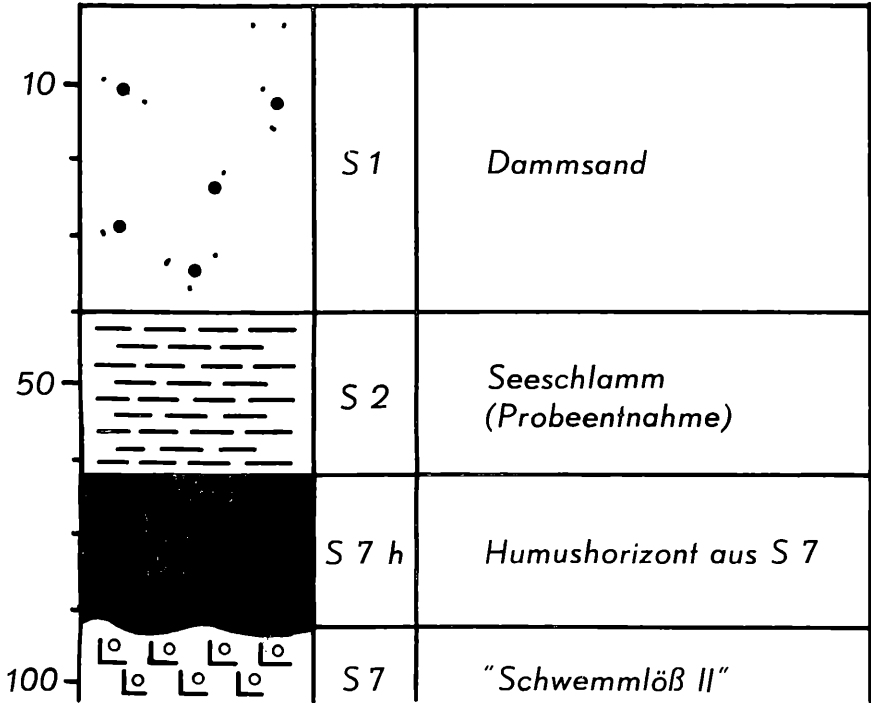 10
S 1
Dammsand
50
S 2
Seeschlamm
(Probeentnahme)
S 7 h
Humushorizont aus S 7
100
S 7
"Schwemmlöß II"